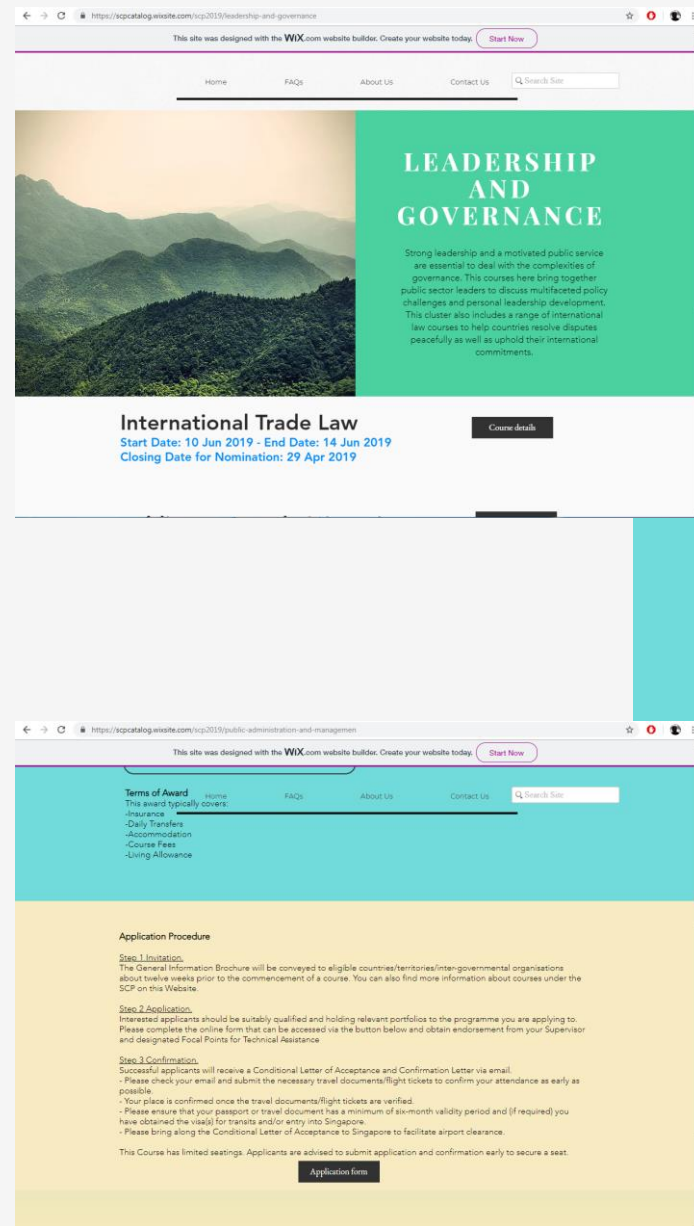 https://scpcatalog.wixsite.com/scp2019/leadership-and-governance
This site was designed with the WiX.com website builder. Create your website today. Start Now
Home FAQs About Us Contact Us Search Site
LEADERSHIP
AND
GOVERNANCE
Strong leadership and a motivated public service
are essential to deal with the complexities of
governance. This courses here bring together
public sector leaders to discuss multifaceted policy
challenges and personal leadership development.
This cluster also includes a range of international
law courses to help countries resolve disputes
peacefully as well as uphold their international
commitments.
International Trade Law
Course details
Start Date: 10 Jun 2019 - End Date: 14 Jun 2019
Closing Date for Nomination: 29 Apr 2019
https://scpcatalog.wixsite.com/scp2019/public-administration-and-managemen
This site was designed with the WiX.com website builder. Create your website today. Start Now
Home FAQs About Us Contact Us Search Site
Terms of Award
This award typically covers:
-Insurance
-Daily Transfers
-Accommodation
-Course Fees
-Living Allowance
Application Procedure
Step 1 Invitation.
The General Information Brochure will be conveyed to eligible countries/territories/inter-governmental organisations
about twelve weeks prior to the commencement of a course. You can also find more information about courses under the
SCP on this Website.
Step 2 Application.
Interested applicants should be suitably qualified and holding relevant portfolios to the programme you are applying to.
Please complete the online form that can be accessed via the button below and obtain endorsement from your Supervisor
and designated Focal Points for Technical Assistance
Step 3 Confirmation.
Successful applicants will receive a Conditional Letter of Acceptance and Confirmation Letter via email.
- Please check your email and submit the necessary travel documents/flight tickets to confirm your attendance as early as
possible.
- Your place is confirmed once the travel documents/flight tickets are verified.
- Please ensure that your passport or travel document has a minimum of six-month validity period and (if required) you
have obtained the visa(s) for transits and/or entry into Singapore.
- Please bring along the Conditional Letter of Acceptance to Singapore to facilitate airport clearance.
This Course has limited seatings. Applicants are advised to submit application and confirmation early to secure a seat.
Application form